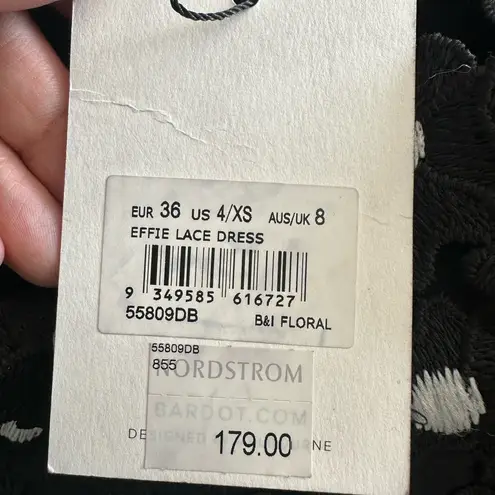 EUR 36 US 4/XS AUS/UK 8
EFFIE LACE DRESS
9 349585 616727
55809DB B&I FLORAL
55809DB
855
NORDSTROM
BARDOT.COM
DESIGNED
179.00